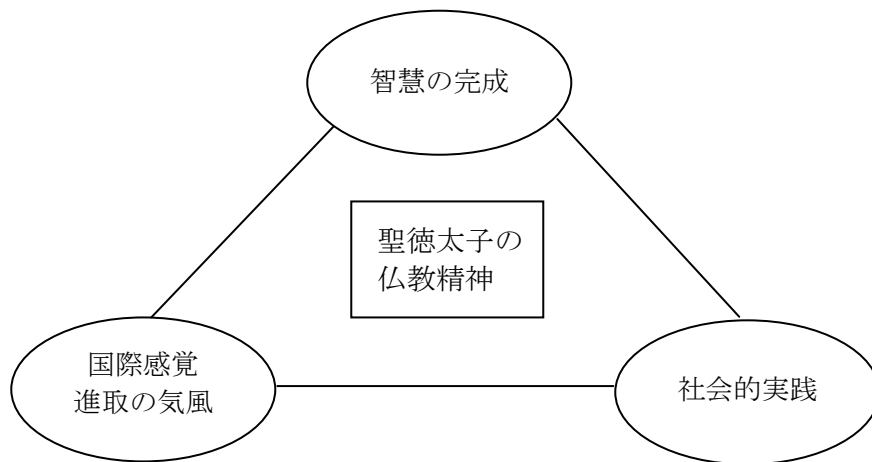 智慧の完成
聖徳太子の
仏教精神
国際感覚
進取の気風
社会的実践